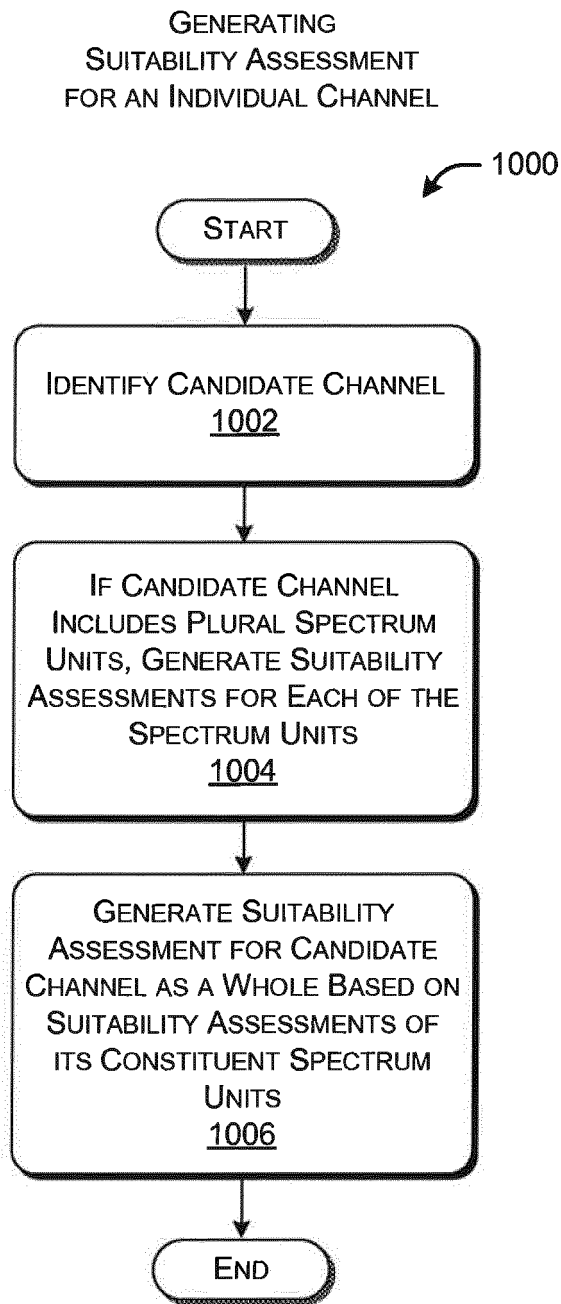 GENERATING
SUITABILITY ASSESSMENT
FOR AN INDIVIDUAL CHANNEL
1000
START
IDENTIFY CANDIDATE CHANNEL
1002
IF CANDIDATE CHANNEL
INCLUDES PLURAL SPECTRUM
UNITS, GENERATE SUITABILITY
ASSESSMENTS FOR EACH OF THE
SPECTRUM UNITS
1004
GENERATE SUITABILITY
ASSESSMENT FOR CANDIDATE
CHANNEL AS A WHOLE BASED ON
SUITABILITY ASSESSMENTS OF
ITS CONSTITUENT SPECTRUM
UNITS
1006
END